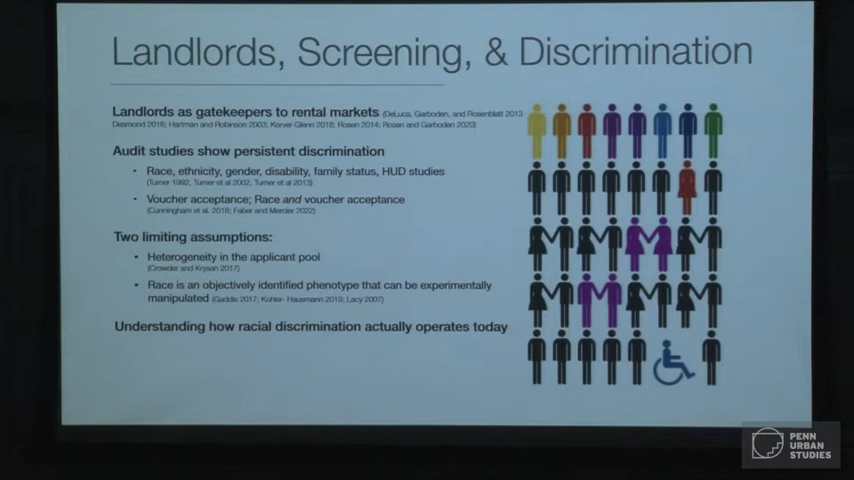 Landlords, Screening, & Discrimination
Landlords as gatekeepers to rental markets (DeLuca, Garboden, and Rosenblatt 2013
Desmond 2016; Hartman and Robinson 2003; Korver-Glenn 2018; Rosen 2014; Rosen and Garboden 2020)
Audit studies show persistent discrimination
• Race, ethnicity, gender, disability, family status, HUD studies
(Turner 1992, Turner et al 2002, Turner et al 2013)
• Voucher acceptance; Race and voucher acceptance
(Cunningham et al. 2018; Faber and Mercier 2022)
Two limiting assumptions:
• Heterogeneity in the applicant pool
(Crowder and Krysan 2017)
• Race is an objectively identified phenotype that can be experimentally
manipulated (Gaddis 2017; Kohler- Hausmann 2019; Lacy 2007)
Understanding how racial discrimination actually operates today
PENN
URBAN
STUDIES